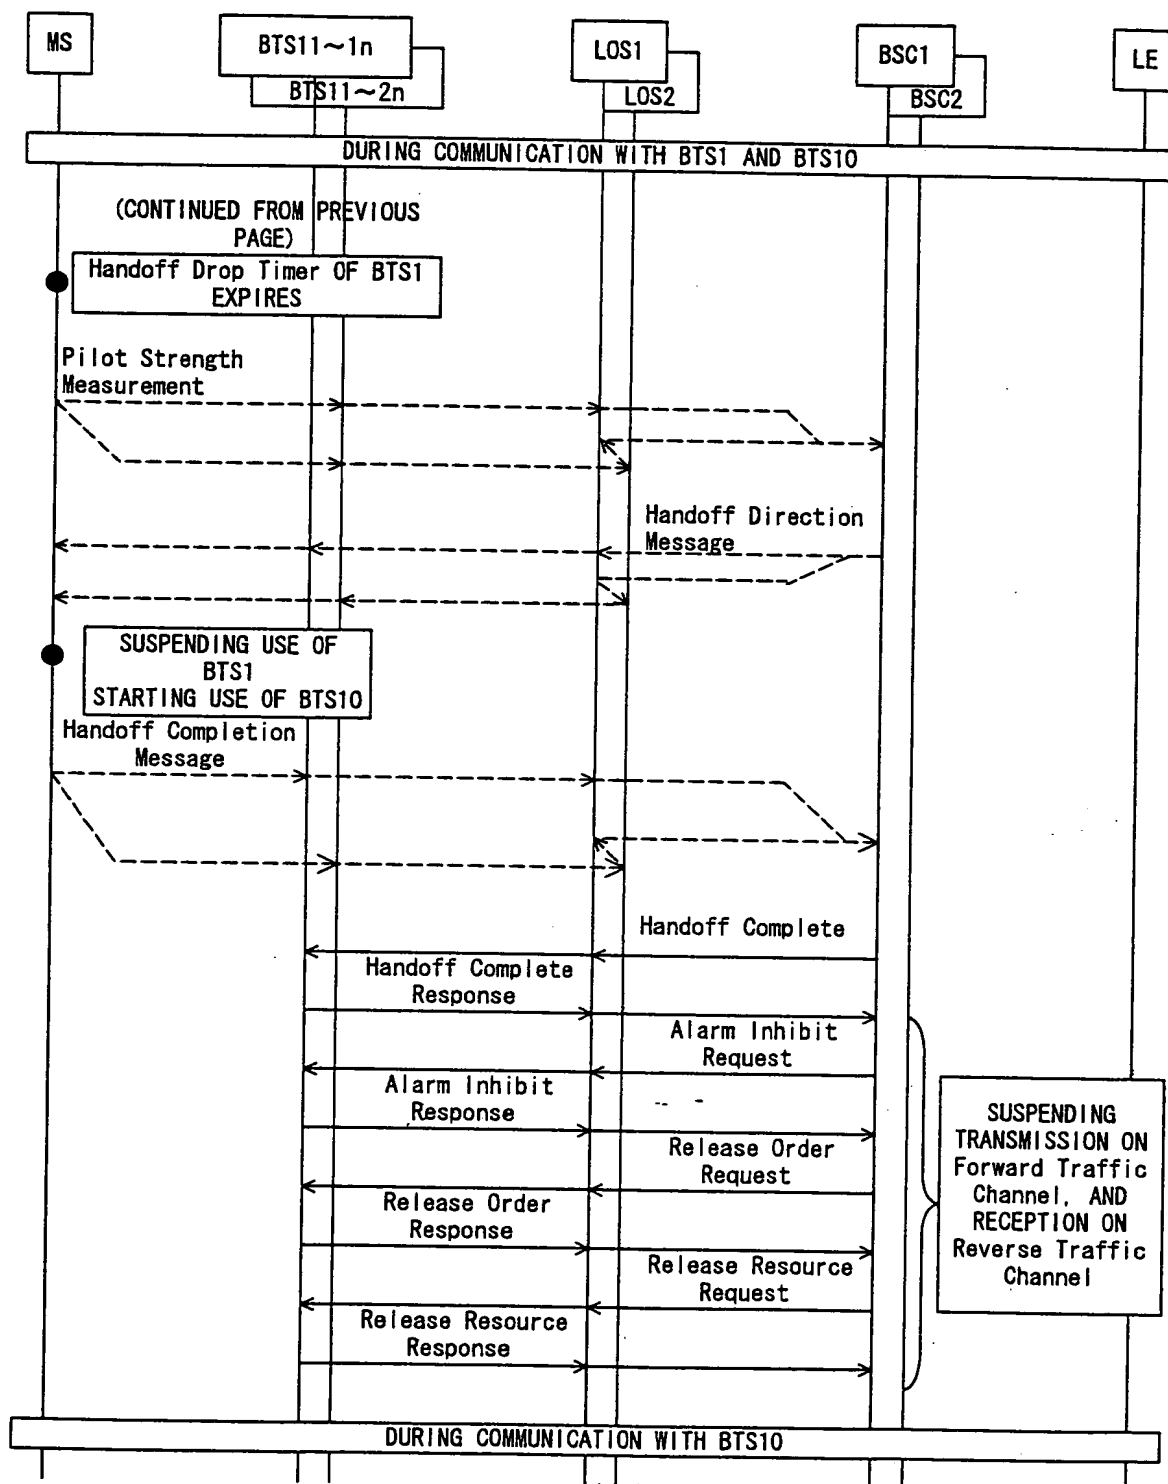 MS
BTS11~1n
BTS11~2n
LOS1
LOS2
BSC1
BSC2
LE
DURING COMMUNICATION WITH BTS1 AND BTS10
(CONTINUED FROM PREVIOUS
PAGE)
Handoff Drop Timer OF BTS1
EXPIRES
Pilot Strength
Measurement
Handoff Direction
Message
SUSPENDING USE OF
BTS1
STARTING USE OF BTS10
Handoff Completion
Message
Handoff Complete
Handoff Complete
Response
Alarm Inhibit
Request
Alarm Inhibit
Response
Release Order
Request
Release Order
Response
Release Resource
Request
Release Resource
Response
SUSPENDING
TRANSMISSION ON
Forward Traffic
Channel, AND
RECEPTION ON
Reverse Traffic
Channel
DURING COMMUNICATION WITH BTS10